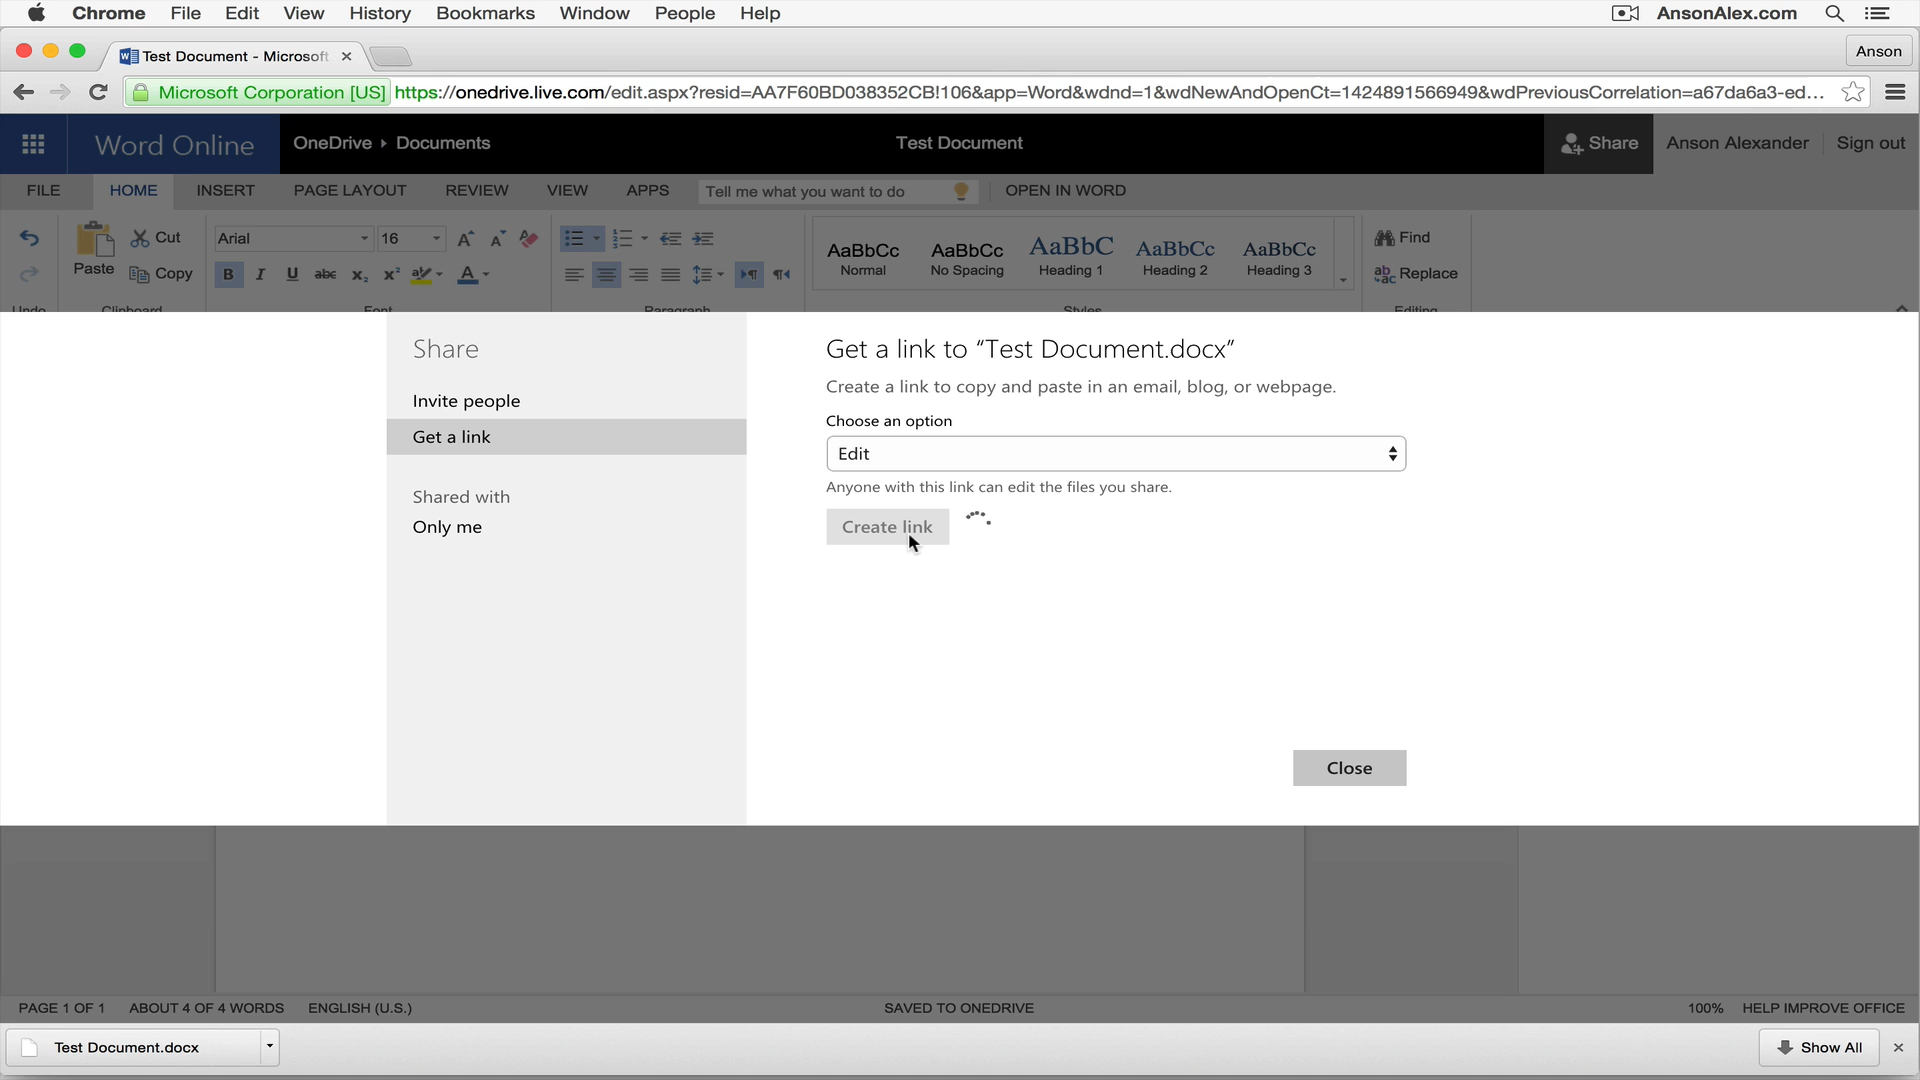 Chrome File Edit View History Bookmarks Window People Help AnsonAlex.com
Test Document - Microsoft Anson
Microsoft Corporation [US] https://onedrive.live.com/edit.aspx?resid=AA7F60BD038352CB!106&app=Word&wdnd=1&wdNewAndOpenCt=1424891566949&wdPreviousCorrelation=a67da6a3-ed...
Word Online OneDrive Documents Test Document Share Anson Alexander Sign out
FILE HOME INSERT PAGE LAYOUT REVIEW VIEW APPS Tell me what you want to do OPEN IN WORD
Paste Cut Arial 16 AaBbCc AaBbCc AaBbC AaBbCc AaBbCc Find
Copy B I U abc Normal No Spacing Heading 1 Heading 2 Heading 3 Replace
Undo Clipboard Font Paragraph Styles Editing
Share
Invite people
Get a link
Shared with
Only me
Get a link to “Test Document.docx”
Create a link to copy and paste in an email, blog, or webpage.
Choose an option
Edit
Anyone with this link can edit the files you share.
Create link
Close
PAGE 1 OF 1 ABOUT 4 OF 4 WORDS ENGLISH (U.S.) SAVED TO ONEDRIVE 100% HELP IMPROVE OFFICE
Test Document.docx Show All